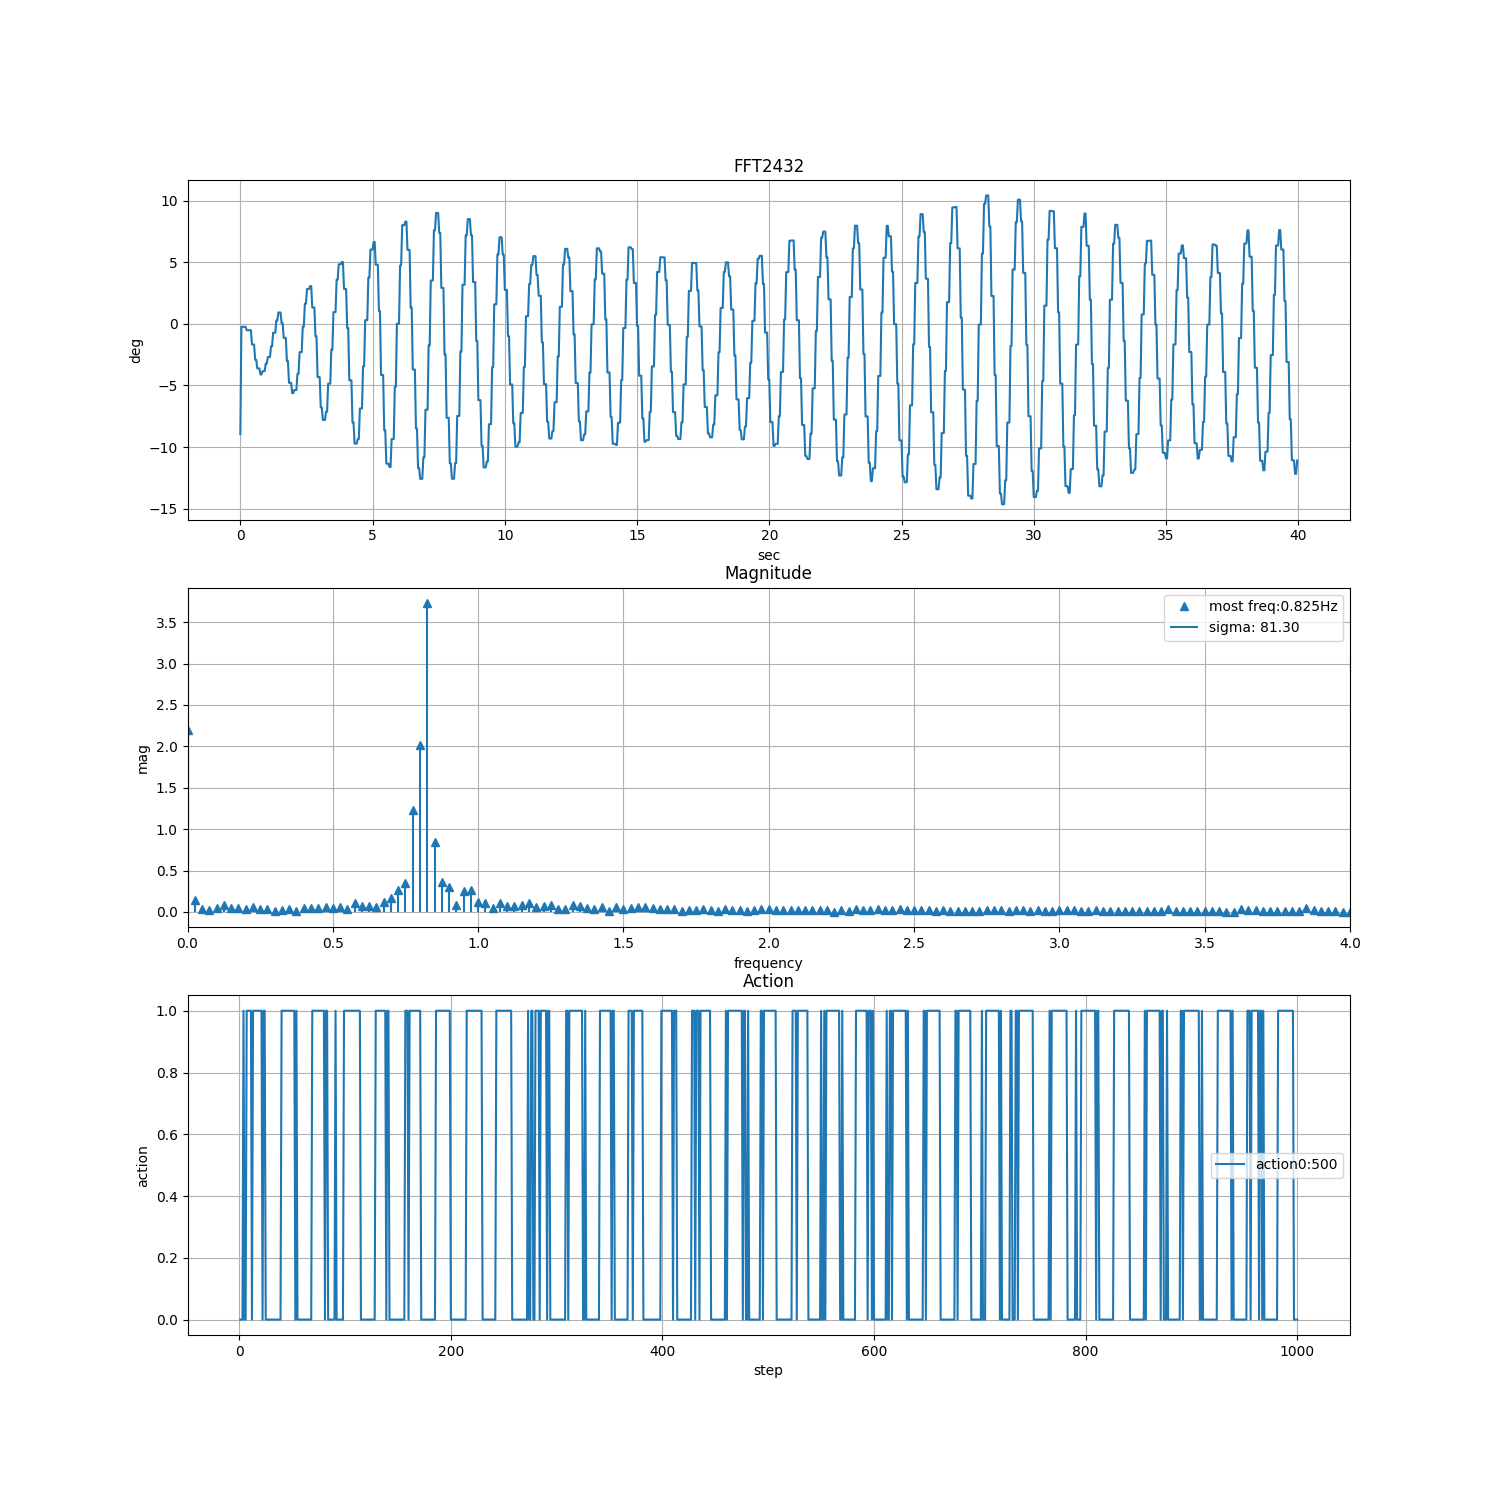 FFT2432
10
5
0
−5
−10
−15
deg
0 5 10 15 20 25 30 35 40
sec
Magnitude
most freq:0.825Hz
sigma: 81.30
3.5
3.0
2.5
2.0
1.5
1.0
0.5
0.0
mag
0.0 0.5 1.0 1.5 2.0 2.5 3.0 3.5 4.0
frequency
Action
1.0
0.8
0.6
0.4
0.2
0.0
action
action0:500
0 200 400 600 800 1000
step